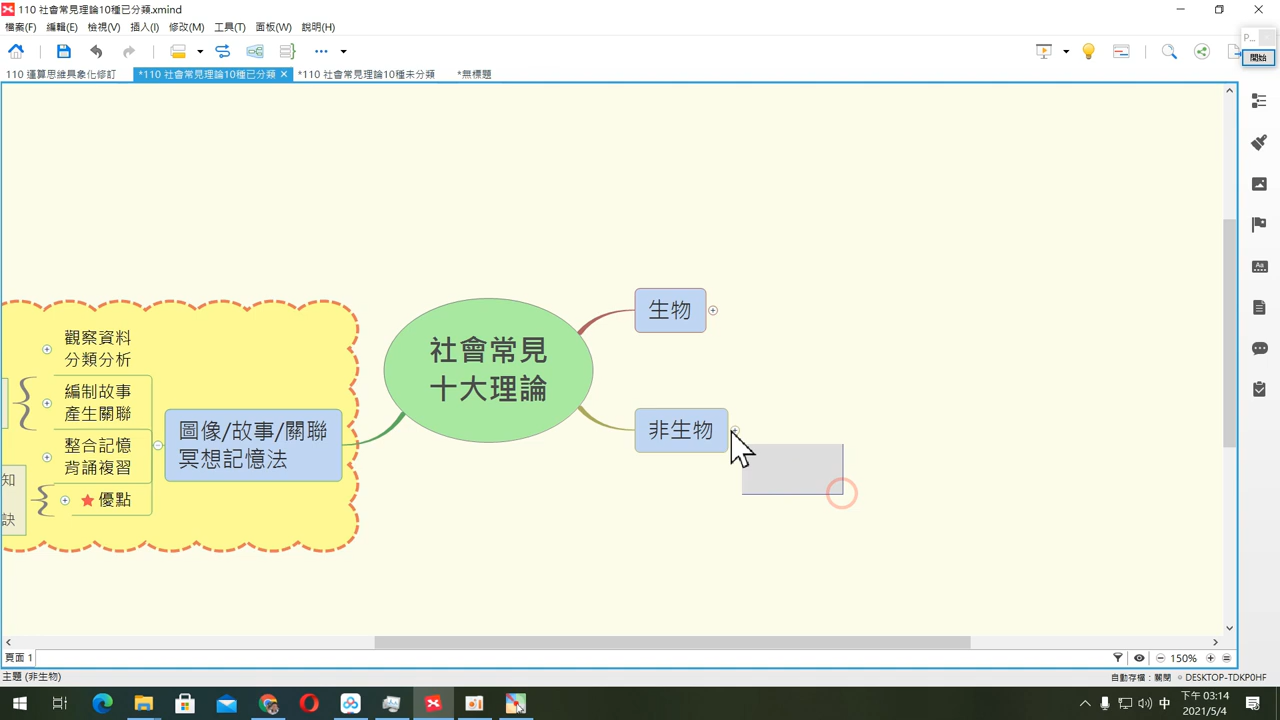 110 社會常見理論10種已分類.xmind
檔案(F) 編輯(E) 檢視(V) 插入(I) 修改(M) 工具(T) 面板(W) 說明(H)
P...
開始
110 運算思維具象化修訂
*110 社會常見理論10種已分類
*110 社會常見理論10種未分類
*無標題
觀察資料
分類分析
編制故事
產生關聯
整合記憶
背誦複習
優點
知
訣
圖像/故事/關聯
冥想記憶法
社會常見
十大理論
生物
非生物
頁面 1
150%
主題 (非生物)
自動存檔：關閉
DESKTOP-TDKP0HF
中
下午 03:14
2021/5/4